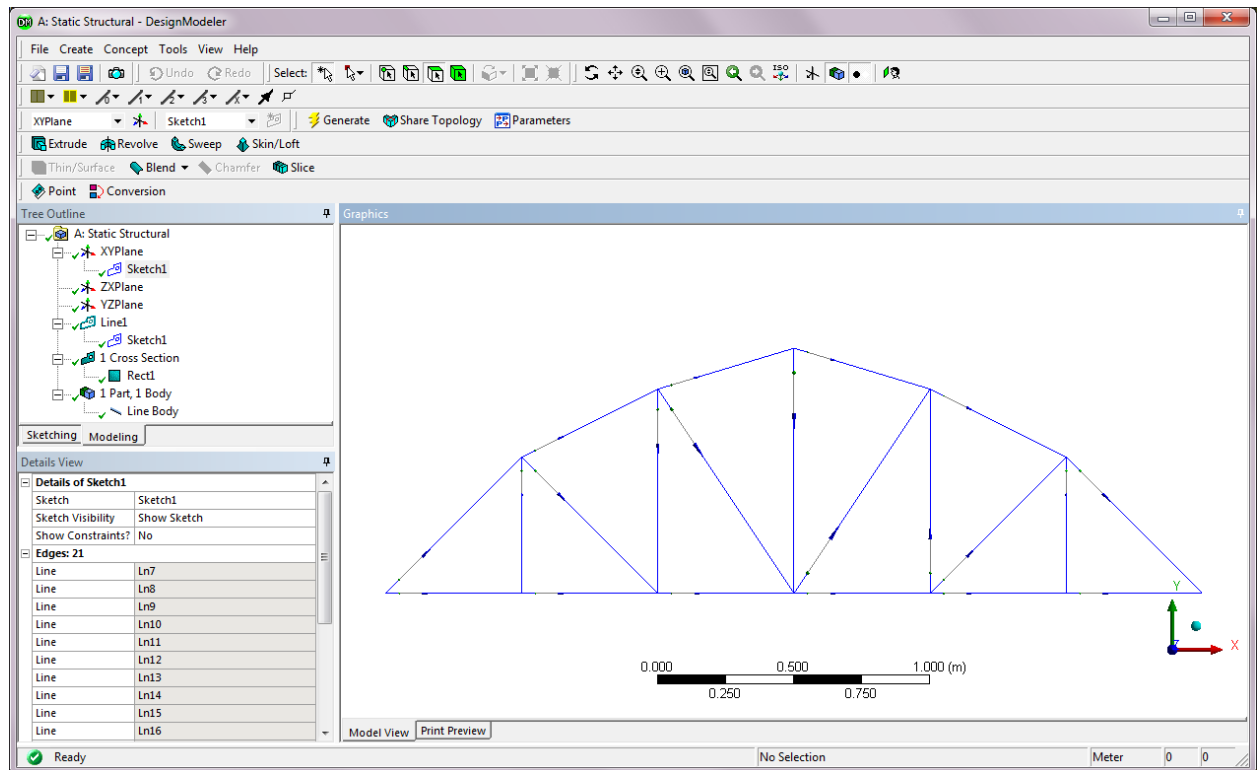 DM A: Static Structural - DesignModeler
File Create Concept Tools View Help
Undo Redo Select: ISO
XYPlane Sketch1 Generate Share Topology Parameters
Extrude Revolve Sweep Skin/Loft
Thin/Surface Blend Chamfer Slice
Point Conversion
Tree Outline
A: Static Structural
XYPlane
Sketch1
ZXPlane
YZPlane
Line1
Sketch1
1 Cross Section
Rect1
1 Part, 1 Body
Line Body
Sketching Modeling
Details View
Details of Sketch1
Sketch Sketch1
Sketch Visibility Show Sketch
Show Constraints? No
Edges: 21
Line Ln7
Line Ln8
Line Ln9
Line Ln10
Line Ln11
Line Ln12
Line Ln13
Line Ln14
Line Ln15
Line Ln16
Graphics
Y
Z X
0.000 0.500 1.000 (m)
0.250 0.750
Model View Print Preview
Ready No Selection Meter 0 0